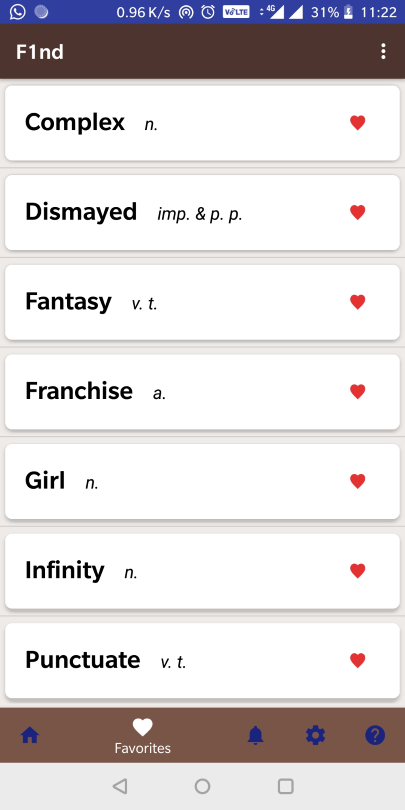 0.96 K/s VoLTE 4G 31% 11:22
F1nd
Complex n.
Dismayed imp. & p. p.
Fantasy v. t.
Franchise a.
Girl n.
Infinity n.
Punctuate v. t.
Favorites